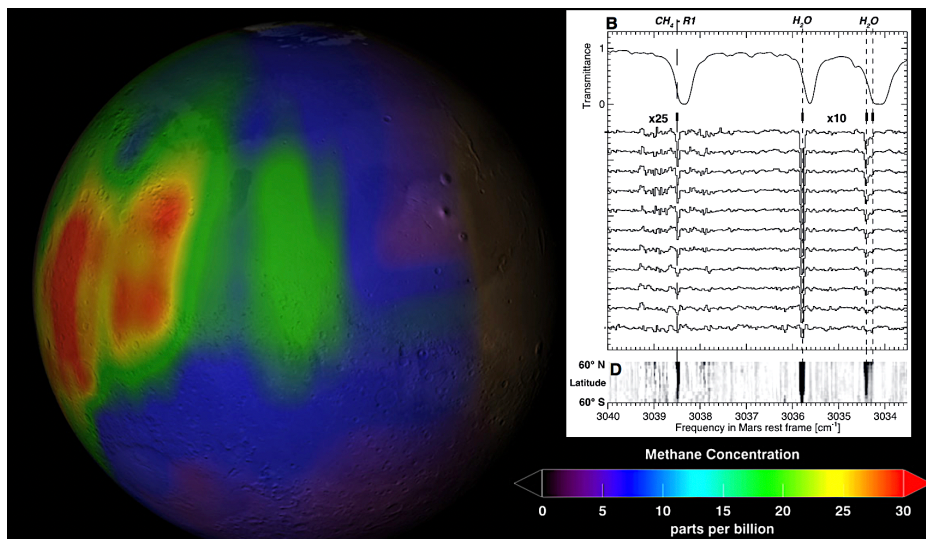 B
CH₄ - R1
H₂O
H₂O
Transmittance
1
0
x25
x10
60° N
D
Latitude
60° S
3040
3039
3038
3037
3036
3035
3034
Frequency in Mars rest frame [cm⁻¹]
Methane Concentration
0
5
10
15
20
25
30
parts per billion